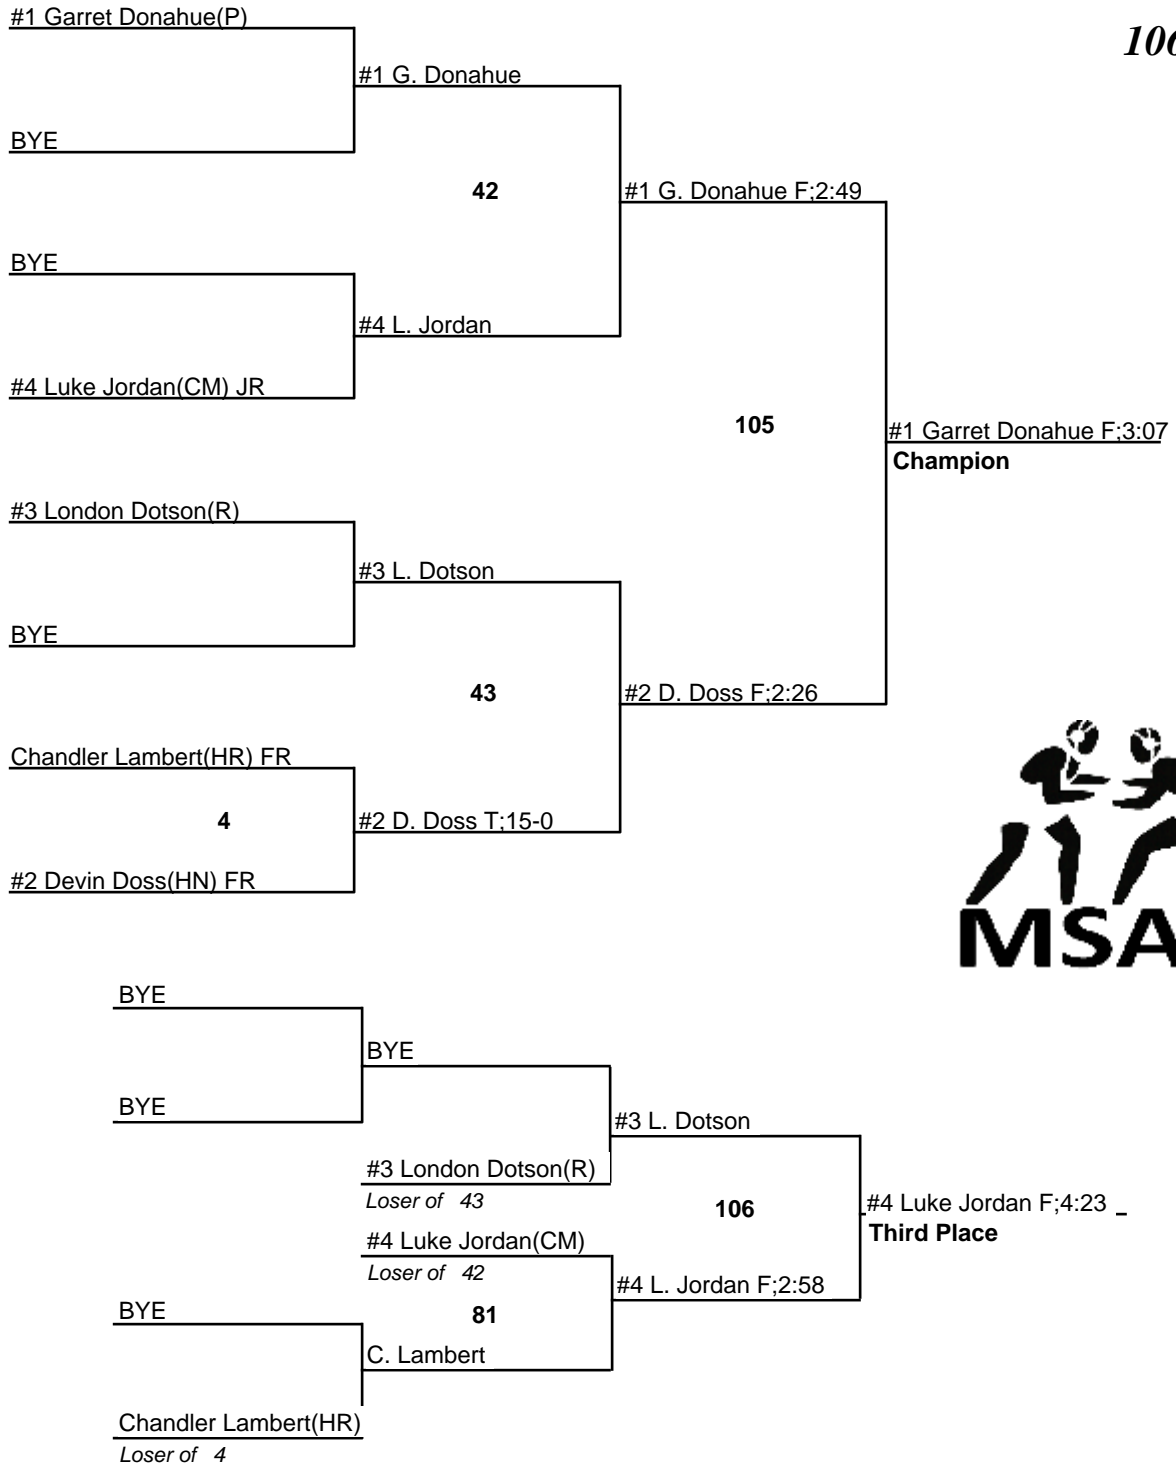 #1 Garret Donahue(P)
106
#1 G. Donahue
BYE
42
#1 G. Donahue F;2:49
BYE
#4 L. Jordan
#4 Luke Jordan(CM) JR
105
#1 Garret Donahue F;3:07
Champion
#3 London Dotson(R)
#3 L. Dotson
BYE
43
#2 D. Doss F;2:26
Chandler Lambert(HR) FR
4
#2 D. Doss T;15-0
#2 Devin Doss(HN) FR
MSA
BYE
BYE
BYE
#3 L. Dotson
#3 London Dotson(R)
Loser of 43
106
#4 Luke Jordan F;4:23
Third Place
#4 Luke Jordan(CM)
Loser of 42
#4 L. Jordan F;2:58
BYE
81
C. Lambert
Chandler Lambert(HR)
Loser of 4